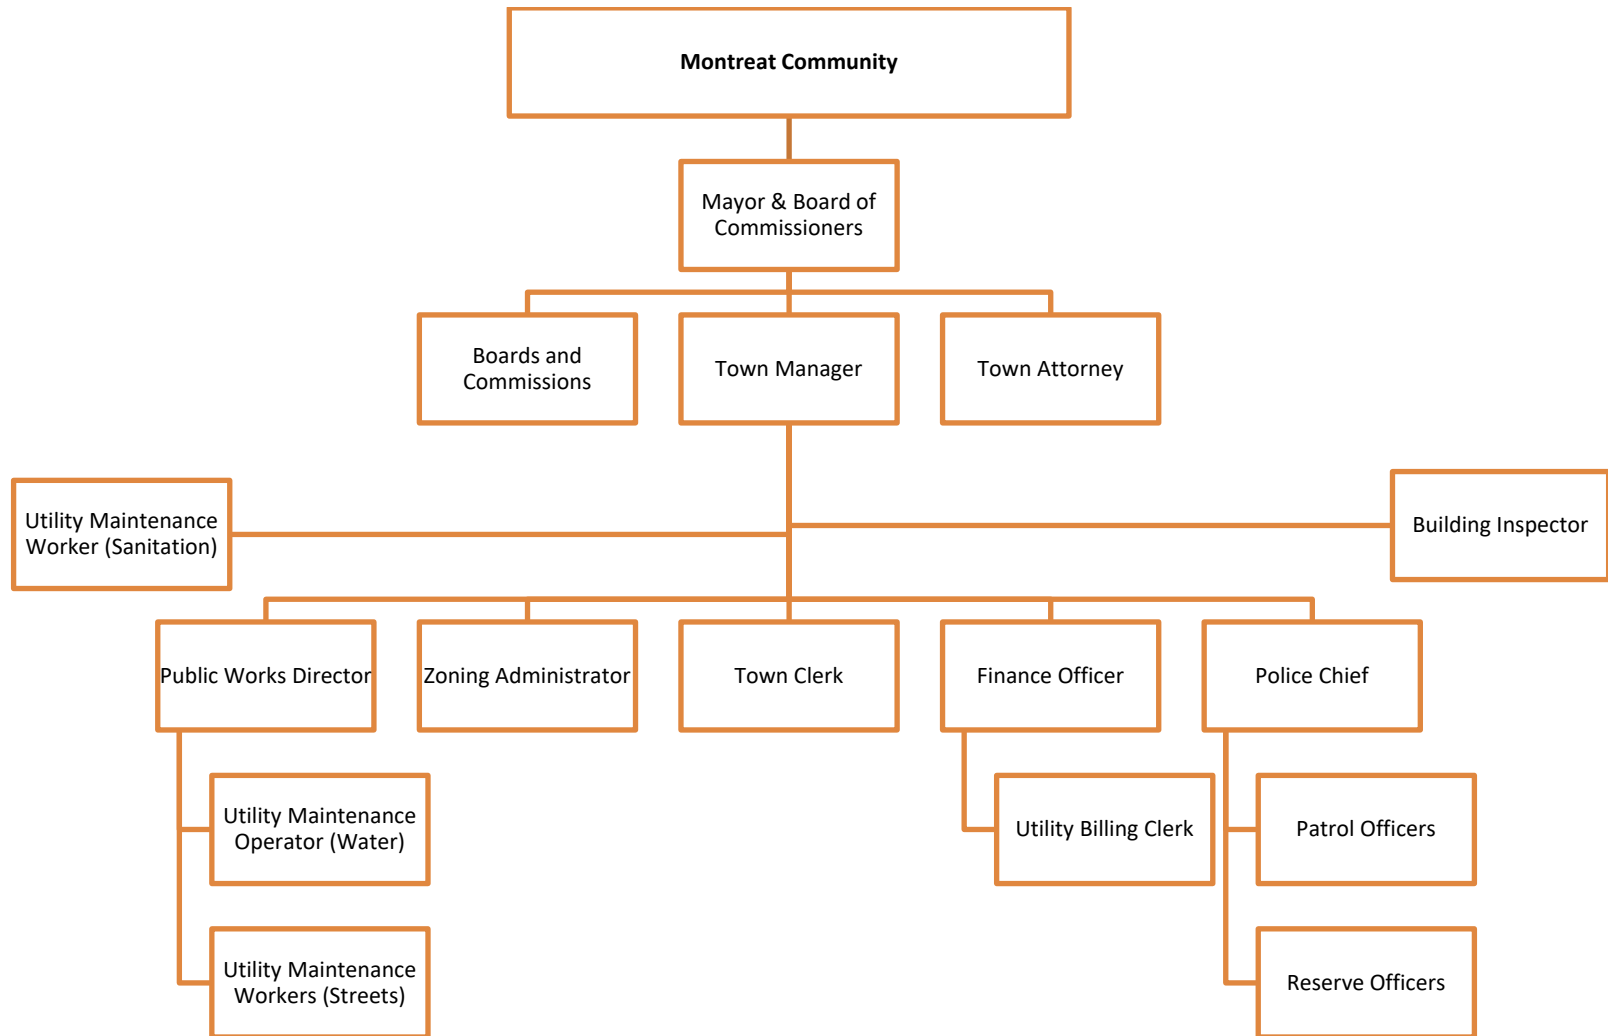 Montreat Community
Mayor & Board of
Commissioners
Boards and
Commissions
Town Manager
Town Attorney
Utility Maintenance
Worker (Sanitation)
Building Inspector
Public Works Director
Zoning Administrator
Town Clerk
Finance Officer
Police Chief
Utility Maintenance
Operator (Water)
Utility Billing Clerk
Patrol Officers
Utility Maintenance
Workers (Streets)
Reserve Officers